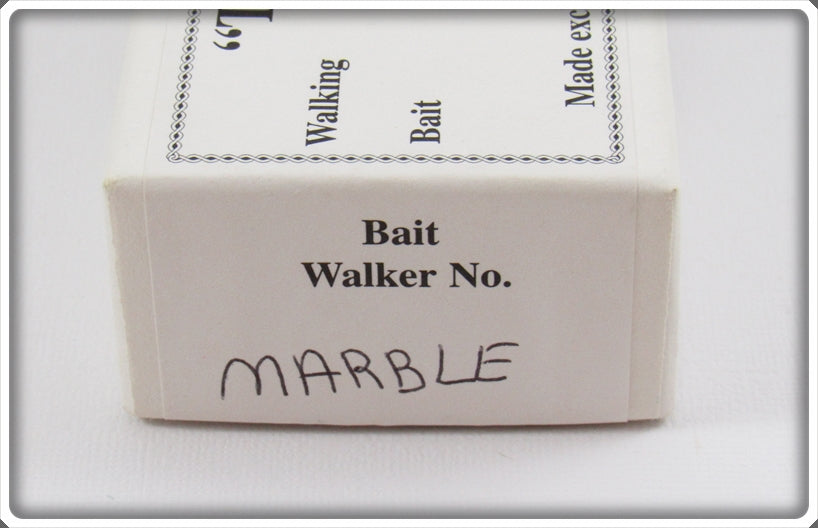 “T
Walking
Bait
Made exc
Bait
Walker No.
MARBLE